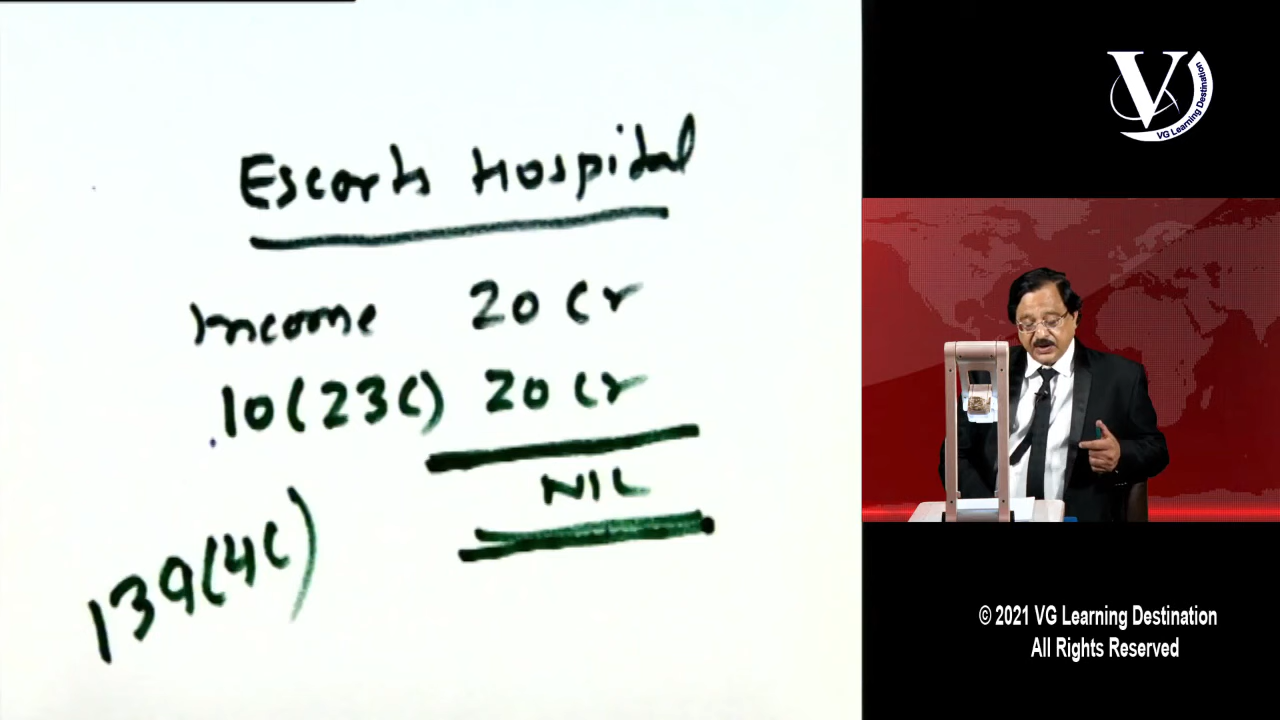 Escorts Hospital
Income 20 Cr
10(23C) 20 Cr
NIL
139(4C)
V
VG Learning Destination
© 2021 VG Learning Destination
All Rights Reserved